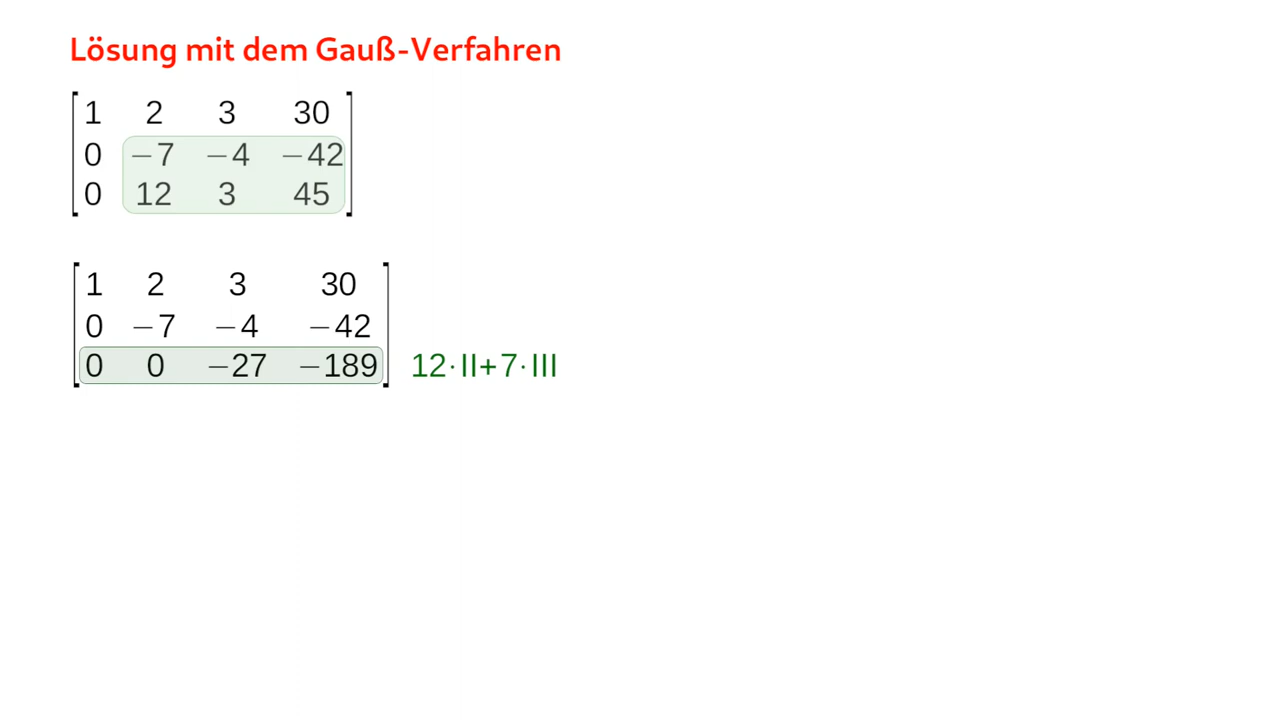 Lösung mit dem Gauß-Verfahren
1 2 3 30
0 −7 −4 −42
0 12 3 45
1 2 3 30
0 −7 −4 −42
0 0 −27 −189 12·II+7·III